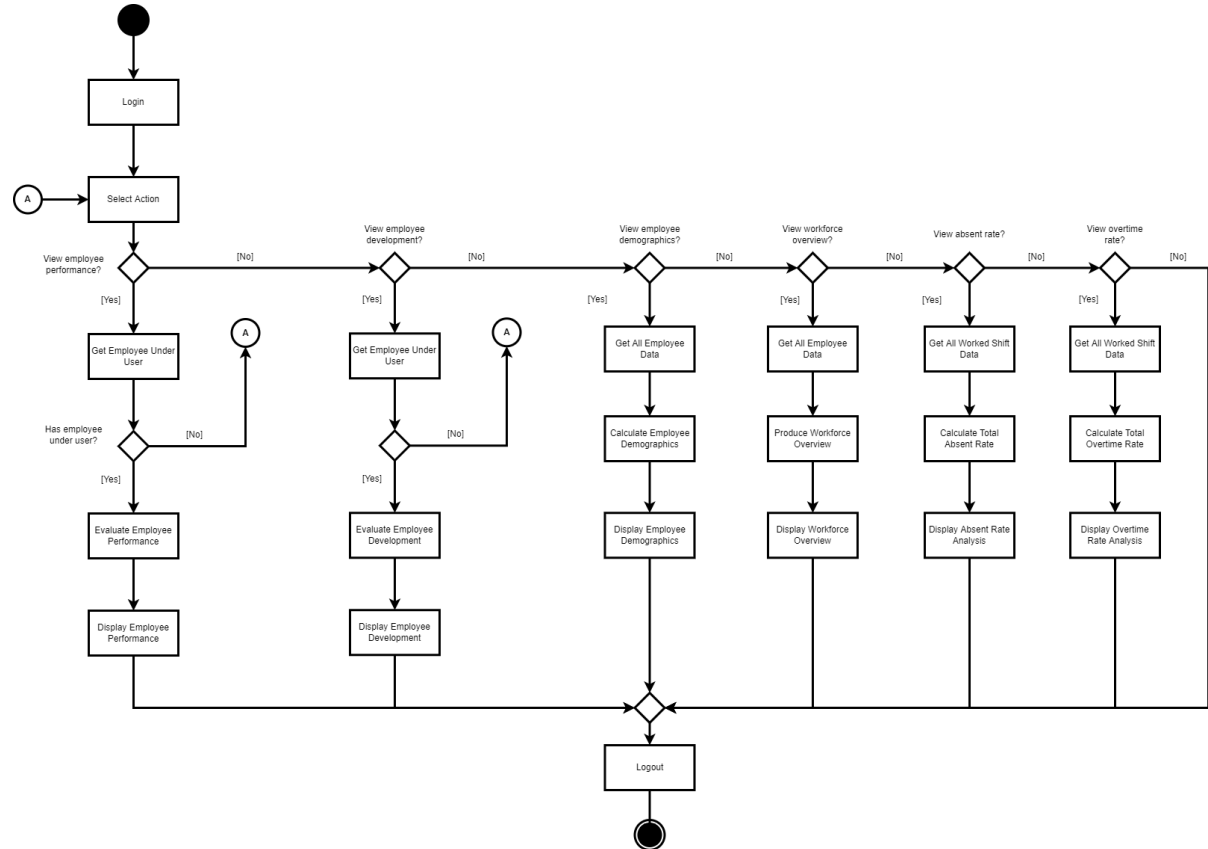 Login
A
Select Action
View employee
performance?
[No]
View employee
development?
[No]
View employee
demographics?
[No]
View workforce
overview?
[No]
View absent rate?
[No]
View overtime
rate?
[No]
[Yes]
[Yes]
[Yes]
[Yes]
[Yes]
[Yes]
Get Employee Under
User
A
Get Employee Under
User
A
Get All Employee
Data
Get All Employee
Data
Get All Worked Shift
Data
Get All Worked Shift
Data
Has employee
under user?
[No]
[No]
Calculate Employee
Demographics
Produce Workforce
Overview
Calculate Total
Absent Rate
Calculate Total
Overtime Rate
[Yes]
[Yes]
Evaluate Employee
Performance
Evaluate Employee
Development
Display Employee
Demographics
Display Workforce
Overview
Display Absent Rate
Analysis
Display Overtime
Rate Analysis
Display Employee
Performance
Display Employee
Development
Logout